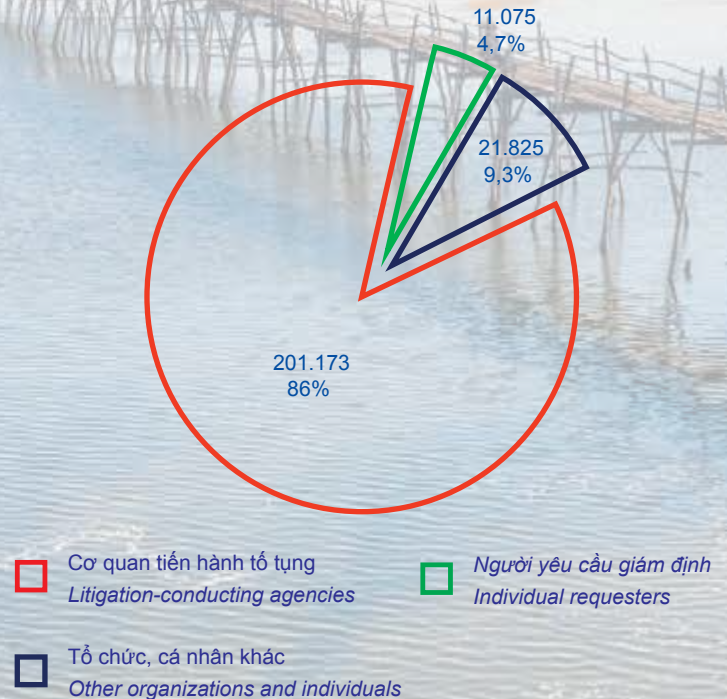 11.075
4,7%
21.825
9,3%
201.173
86%
Cơ quan tiến hành tố tụng
Litigation-conducting agencies
Người yêu cầu giám định
Individual requesters
Tổ chức, cá nhân khác
Other organizations and individuals